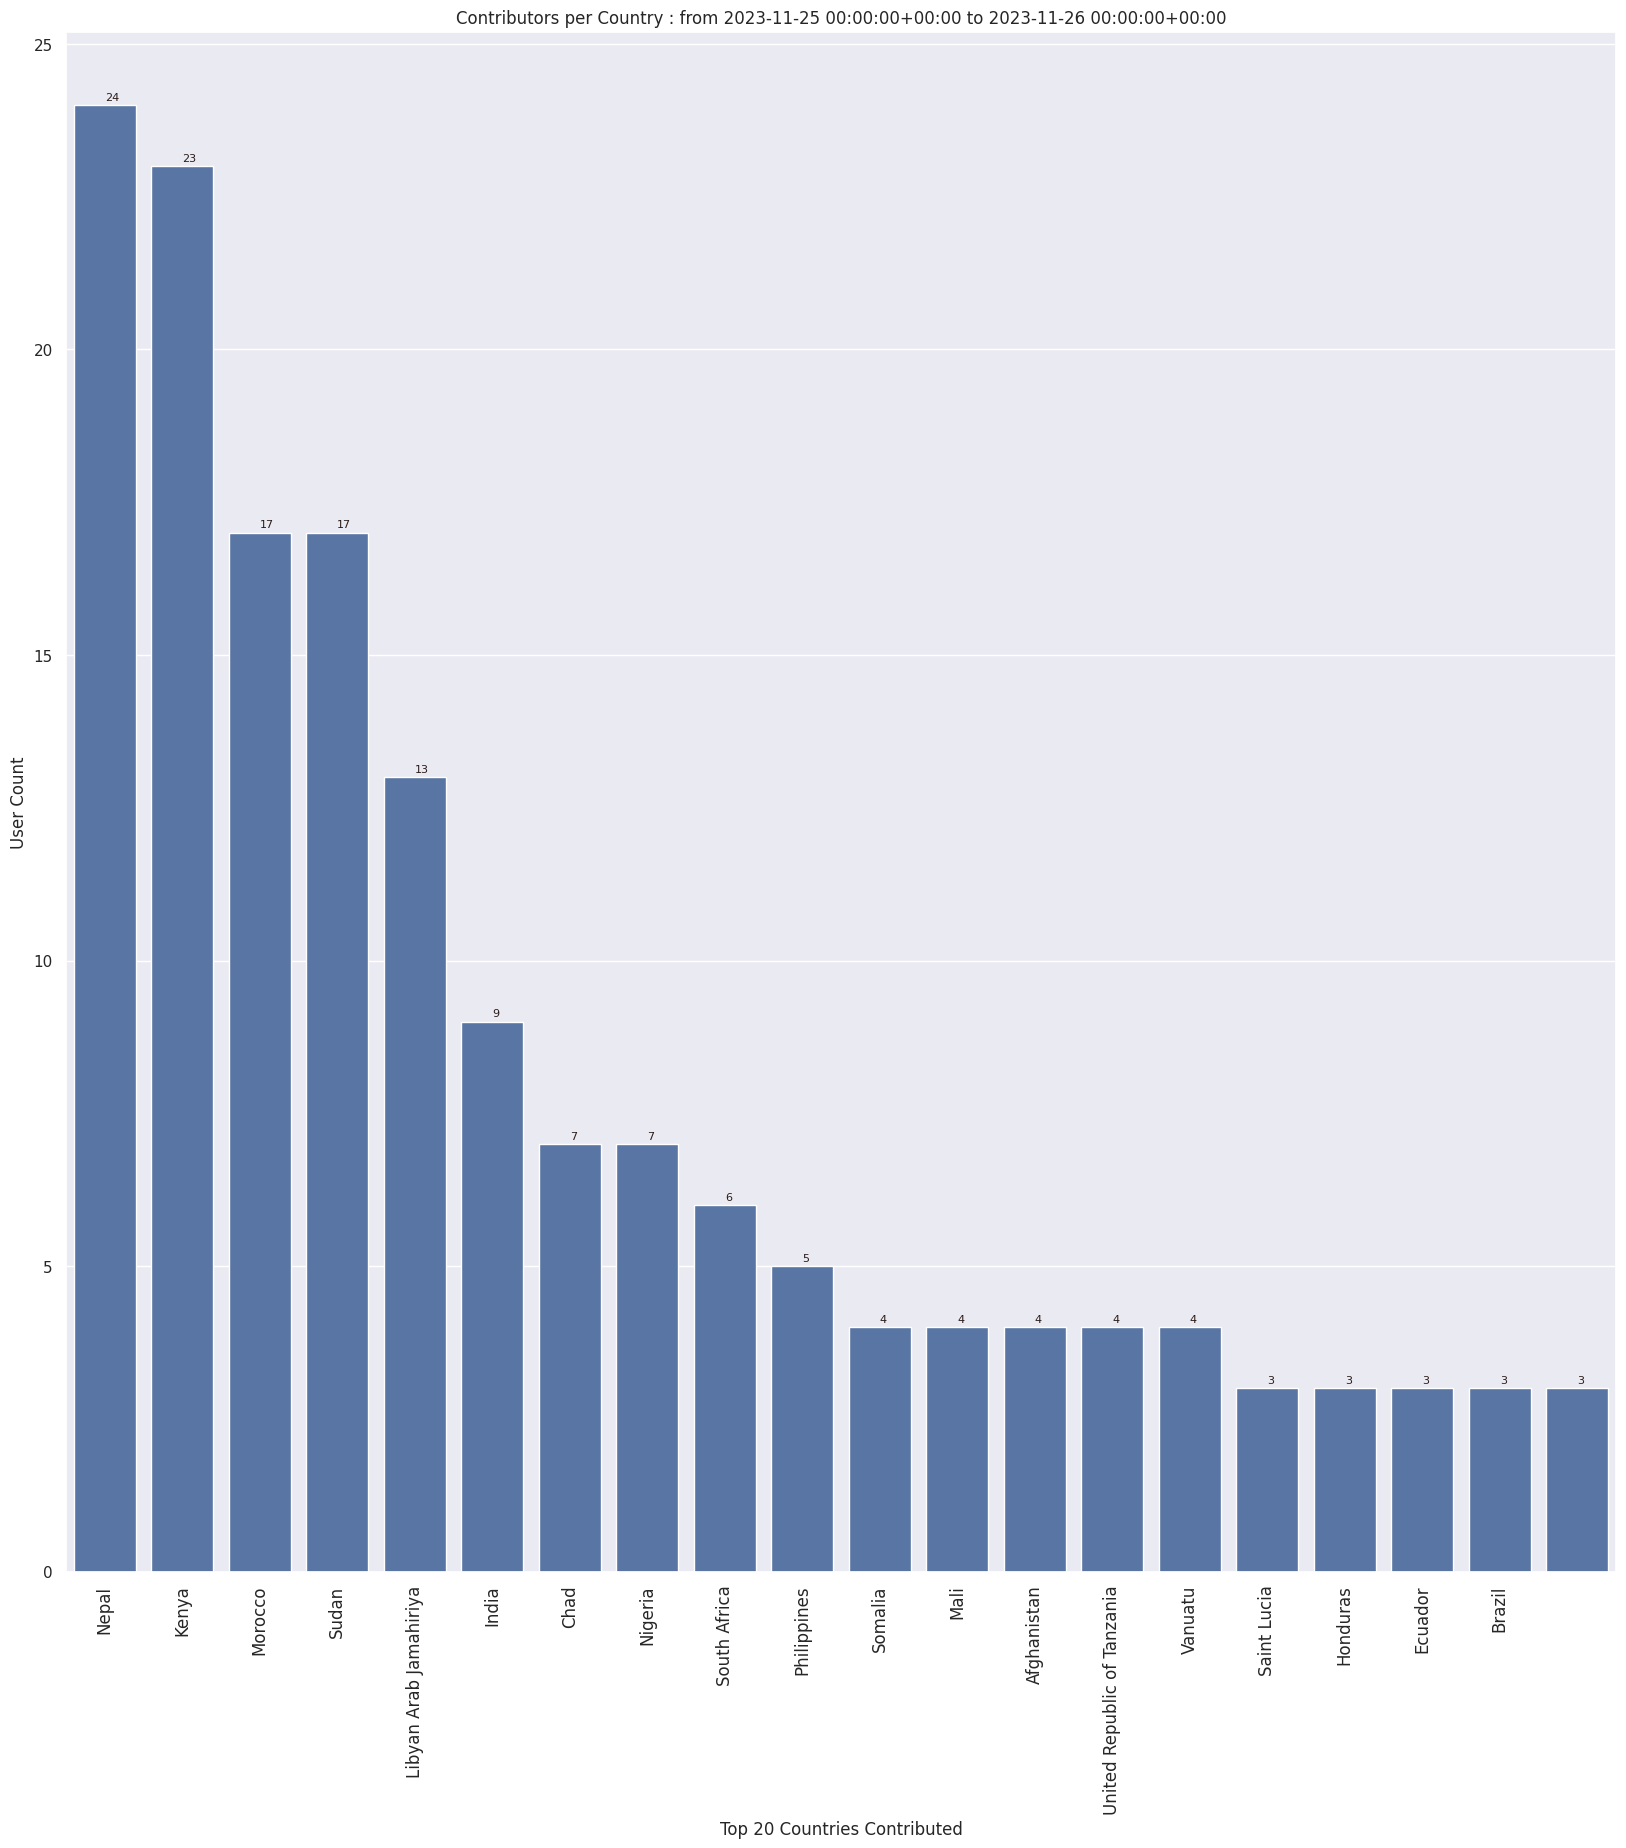 Contributors per Country : from 2023-11-25 00:00:00+00:00 to 2023-11-26 00:00:00+00:00
25
20
15
10
5
0
User Count
24
23
17
17
13
9
7
7
6
5
4
4
4
4
4
3
3
3
3
3
Nepal
Kenya
Morocco
Sudan
Libyan Arab Jamahiriya
India
Chad
Nigeria
South Africa
Philippines
Somalia
Mali
Afghanistan
United Republic of Tanzania
Vanuatu
Saint Lucia
Honduras
Ecuador
Brazil
Top 20 Countries Contributed